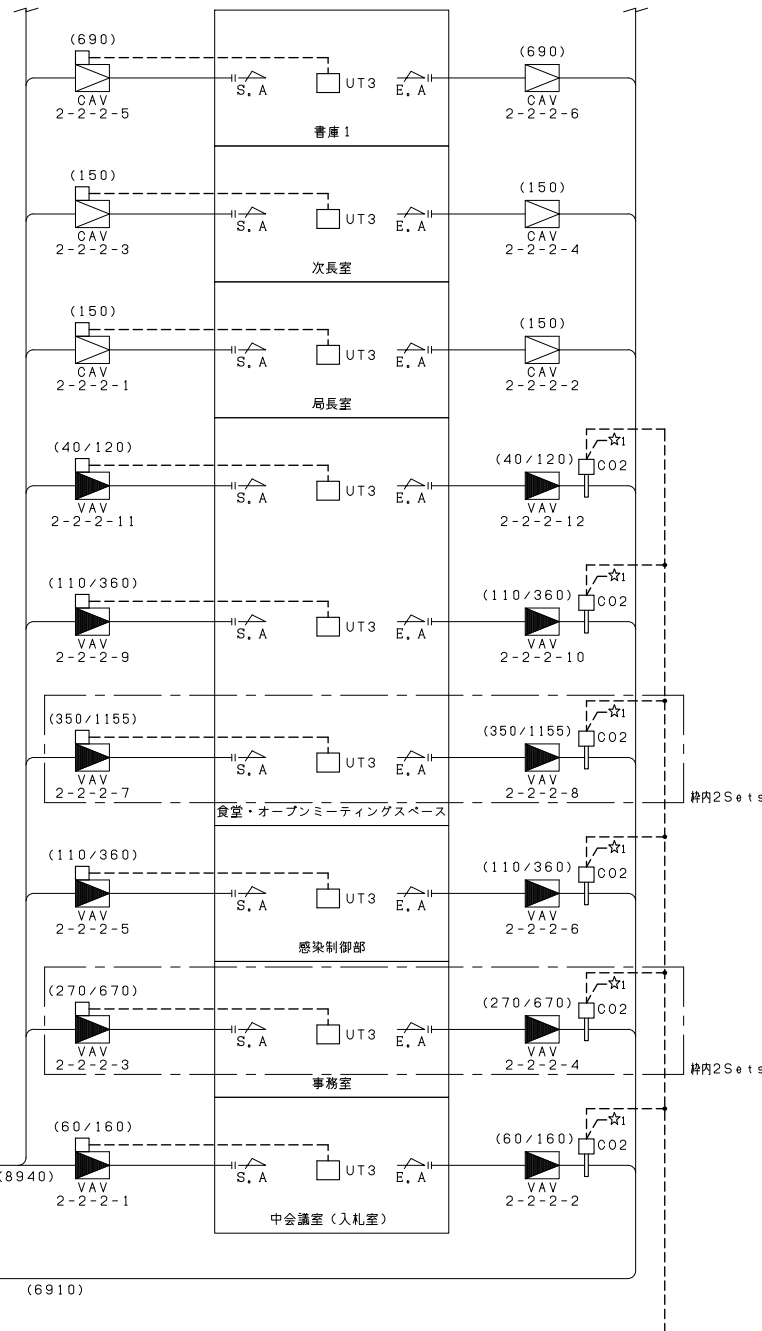 (690)
(690)
UT3
S. A
E. A
CAV
2-2-2-5
CAV
2-2-2-6
書庫1
(150)
(150)
UT3
S. A
E. A
CAV
2-2-2-3
CAV
2-2-2-4
次長室
(150)
(150)
UT3
S. A
E. A
CAV
2-2-2-1
CAV
2-2-2-2
局長室
☆1
(40/120)
(40/120)
CO2
UT3
S. A
E. A
VAV
2-2-2-11
VAV
2-2-2-12
☆1
(110/360)
(110/360)
CO2
UT3
S. A
E. A
VAV
2-2-2-9
VAV
2-2-2-10
☆1
(350/1155)
(350/1155)
CO2
UT3
S. A
E. A
VAV
2-2-2-7
VAV
2-2-2-8
枠内2Sets
食堂・オープンミーティングスペース
☆1
(110/360)
(110/360)
CO2
UT3
S. A
E. A
VAV
2-2-2-5
VAV
2-2-2-6
感染制御部
☆1
(270/670)
(270/670)
CO2
UT3
S. A
E. A
VAV
2-2-2-3
VAV
2-2-2-4
枠内2Sets
事務室
☆1
(60/160)
(60/160)
CO2
UT3
S. A
E. A
(8940)
VAV
2-2-2-1
VAV
2-2-2-2
中会議室（入札室）
(6910)